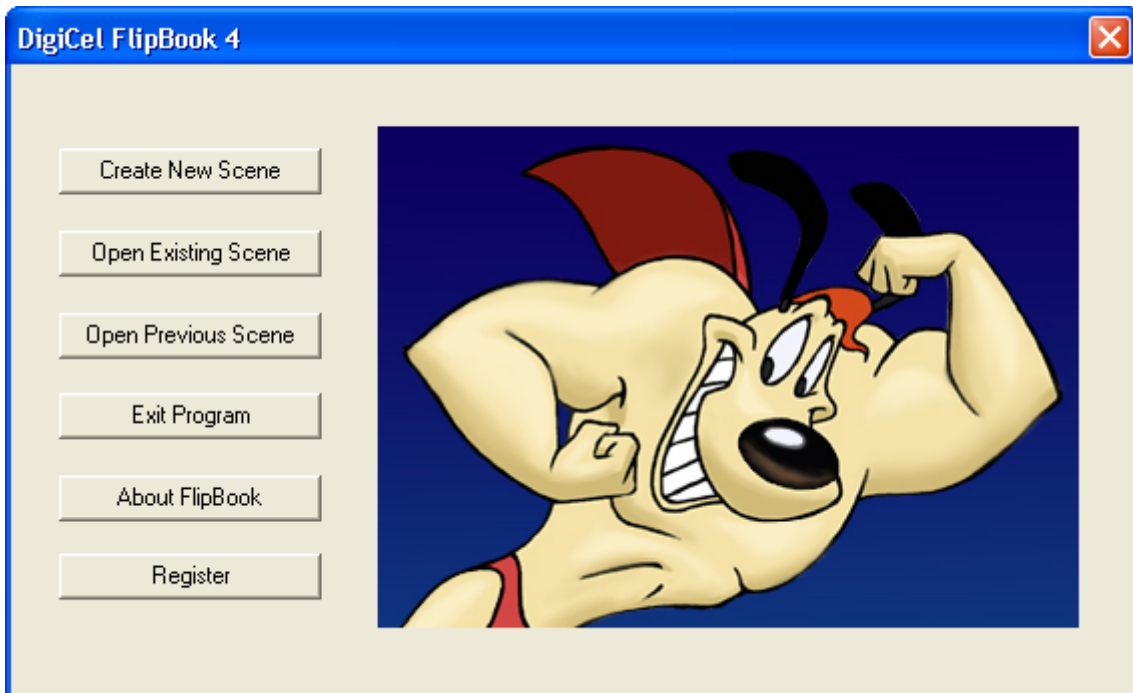 DigiCel FlipBook 4
Create New Scene
Open Existing Scene
Open Previous Scene
Exit Program
About FlipBook
Register